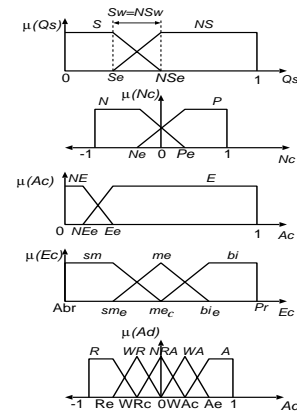 Sw=NSw
μ(Qs) S NS
0 Se NSe 1 Qs
μ(Nc)
N P
-1 Ne 0 Pe 1 Nc
μ(Ac) NE E
0 NEe Ee 1 Ac
μ(Ec) sm me bi
Abr sme mec bie Pr Ec
μ(Ad)
R WR NRA WA A
-1 Re WRc 0 WAc Ae 1 Ad